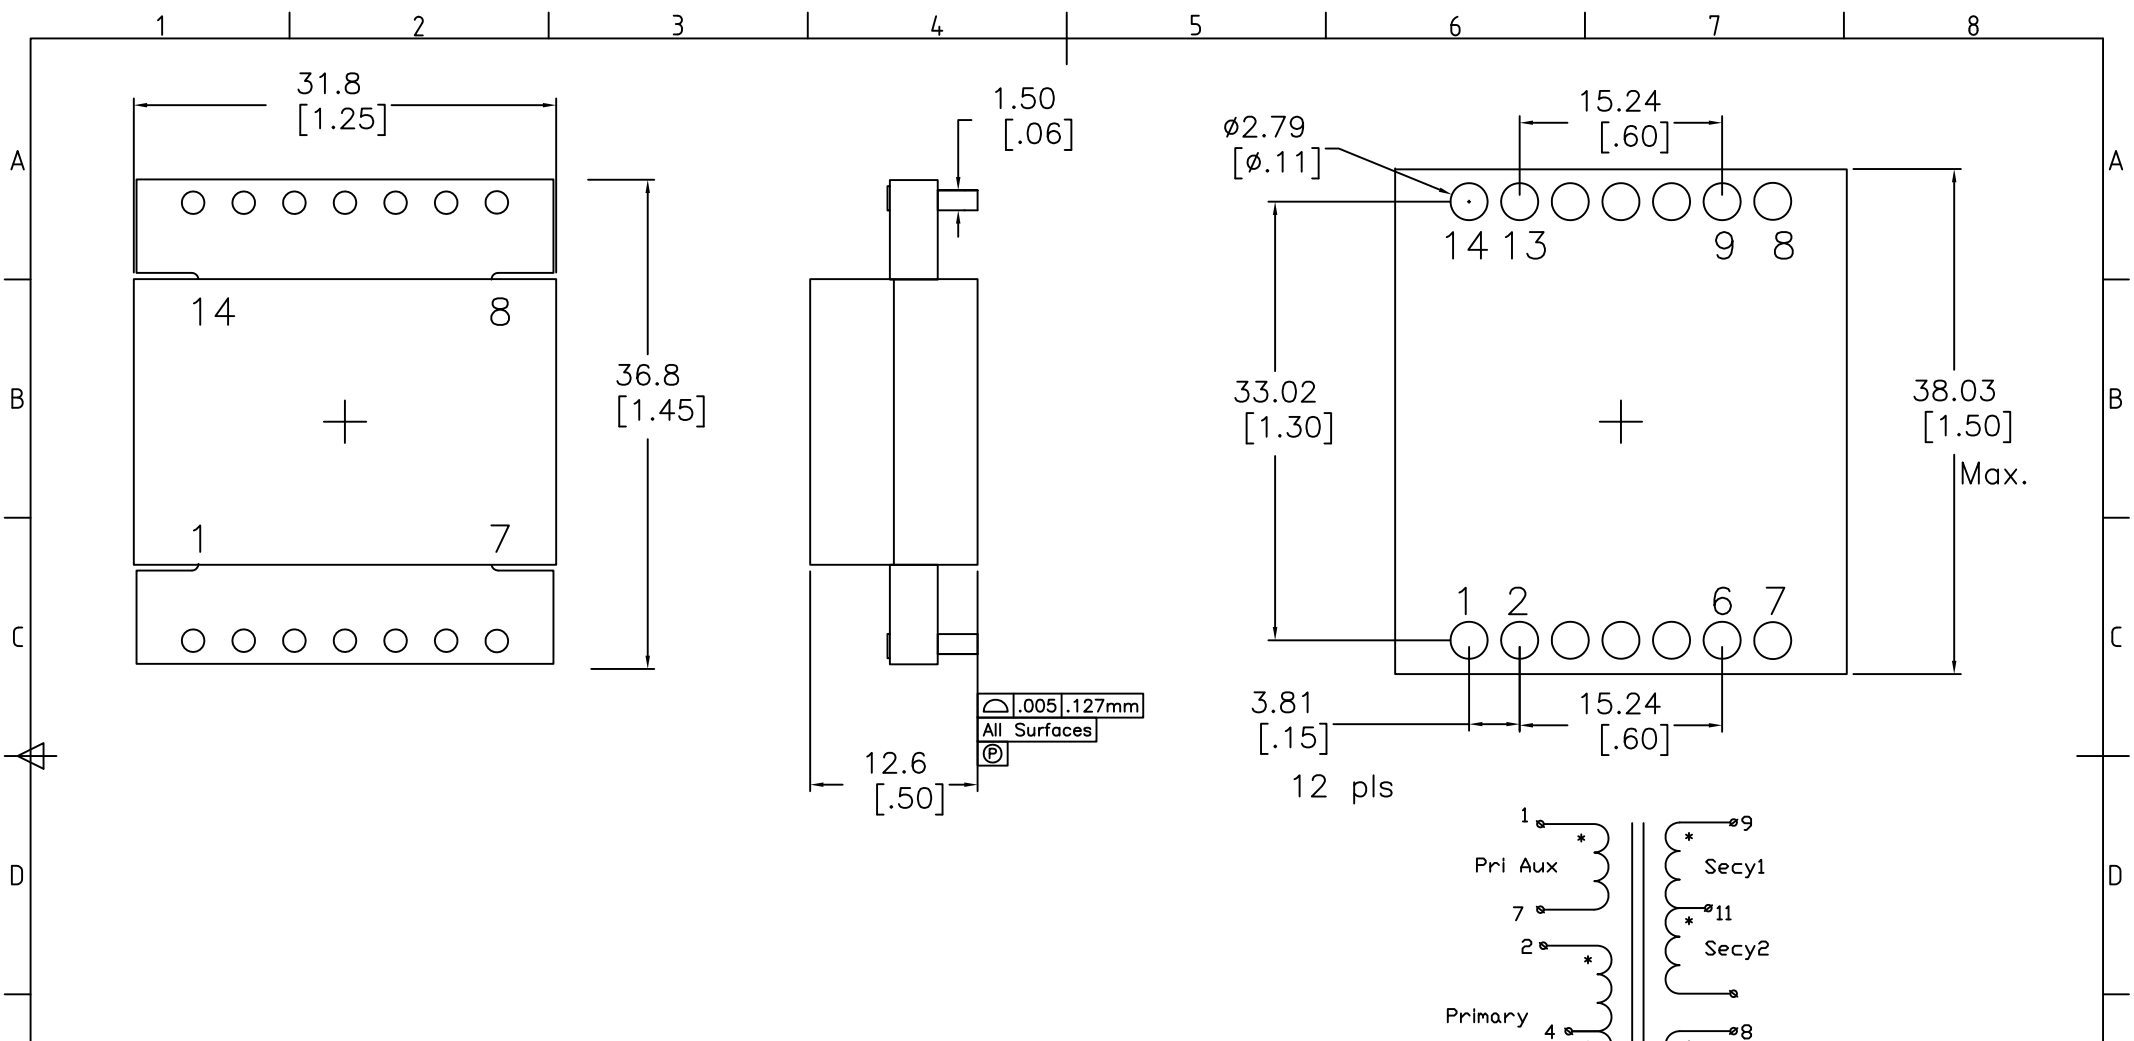 1 2 3 4 5 6 7 8
A
B
C
D
31.8
[1.25]
14 8
1 7
36.8
[1.45]
1.50
[.06]
.005 .127mm
All Surfaces
P
12.6
[.50]
ø2.79
[ø.11]
15.24
[.60]
14 13 9 8
33.02
[1.30]
38.03
[1.50]
Max.
1 2 6 7
3.81
[.15]
12 pls
15.24
[.60]
A
B
C
D
1
* Pri Aux
7
2
* Primary
4
9
* Secy1
11
* Secy2
8